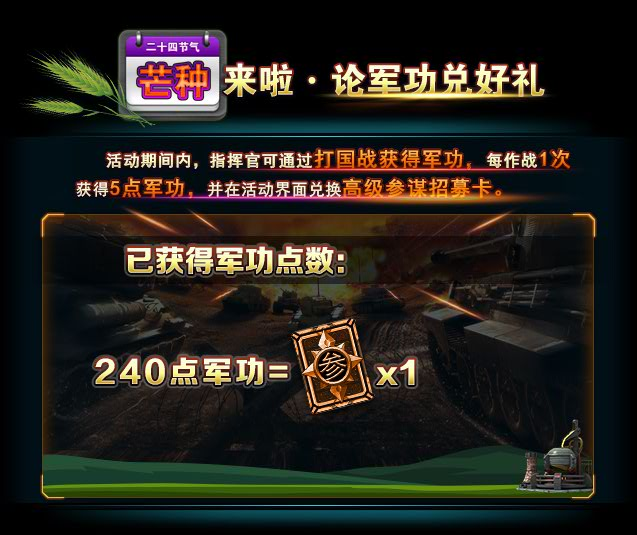 二十四节气
芒种 来啦·论军功兑好礼
活动期间内，指挥官可通过打国战获得军功，每作战1次
获得5点军功，并在活动界面兑换高级参谋招募卡。
已获得军功点数：
240点军功= 参 x1